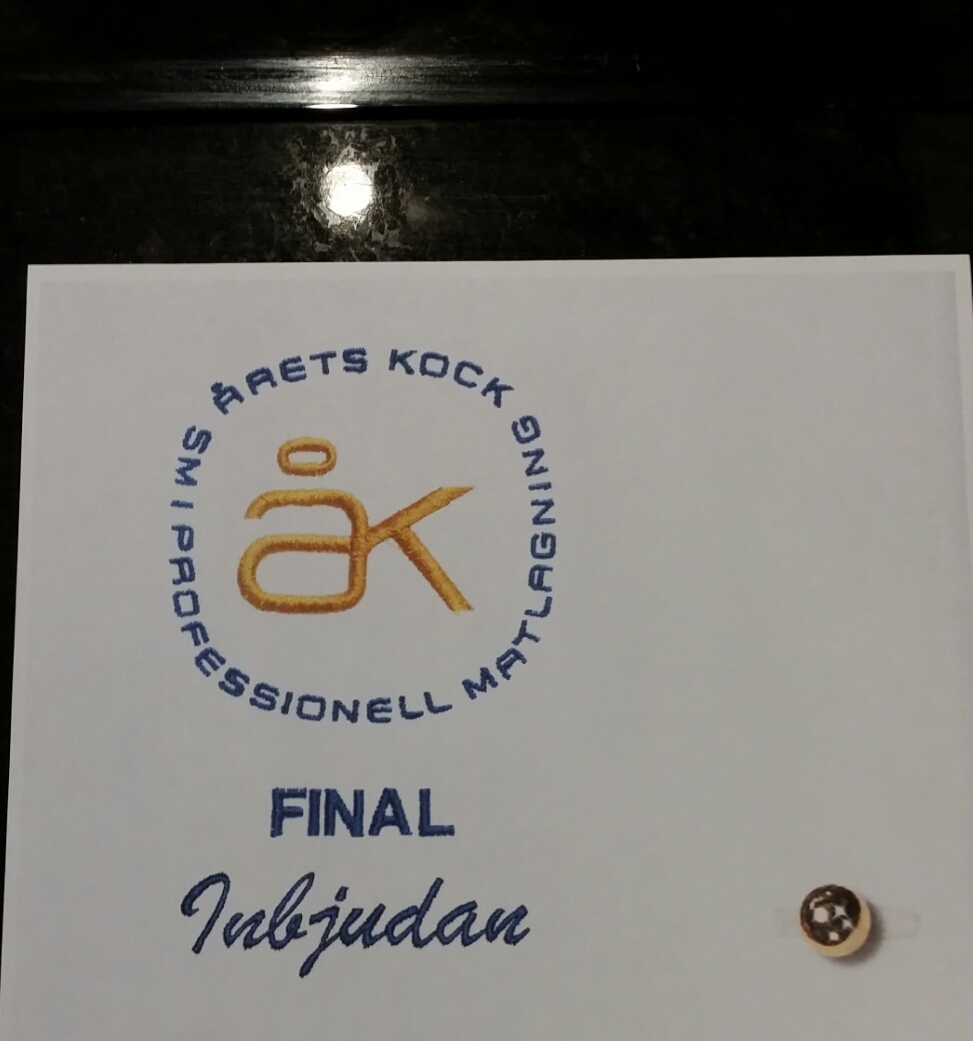 ÅRETS KOCK
SM I PROFESSIONELL MATLAGNING
åK
FINAL
Inbjudan